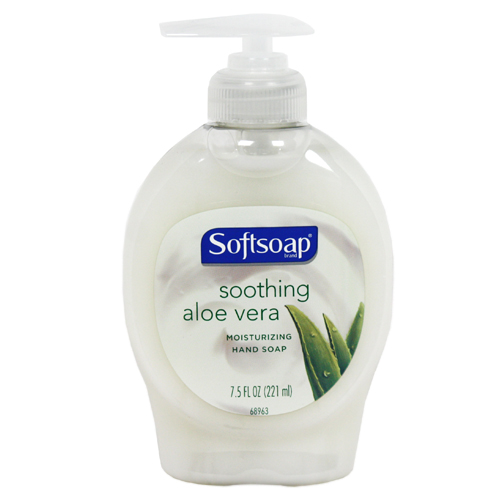 Softsoap®
brand
soothing
aloe vera
MOISTURIZING
HAND SOAP
7.5 FL OZ (221 ml)
68963